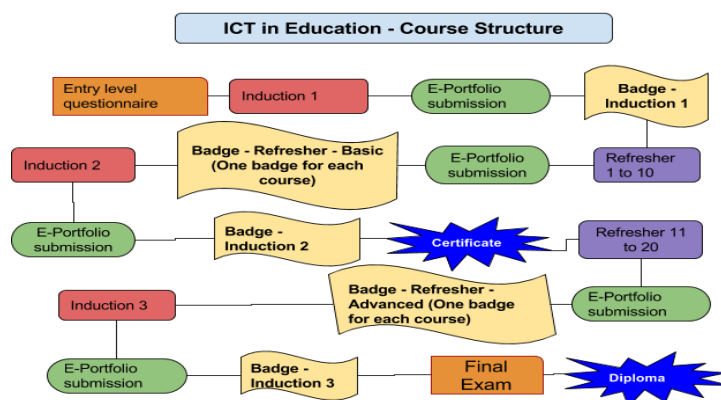 ICT in Education - Course Structure
Entry level
questionnaire
Induction 1
E-Portfolio
submission
Badge -
Induction 1
Induction 2
Badge - Refresher - Basic
(One badge for each
course)
E-Portfolio
submission
Refresher
1 to 10
E-Portfolio
submission
Badge -
Induction 2
Certificate
Refresher 11
to 20
Induction 3
Badge - Refresher -
Advanced (One badge
for each course)
E-Portfolio
submission
E-Portfolio
submission
Badge -
Induction 3
Final
Exam
Diploma